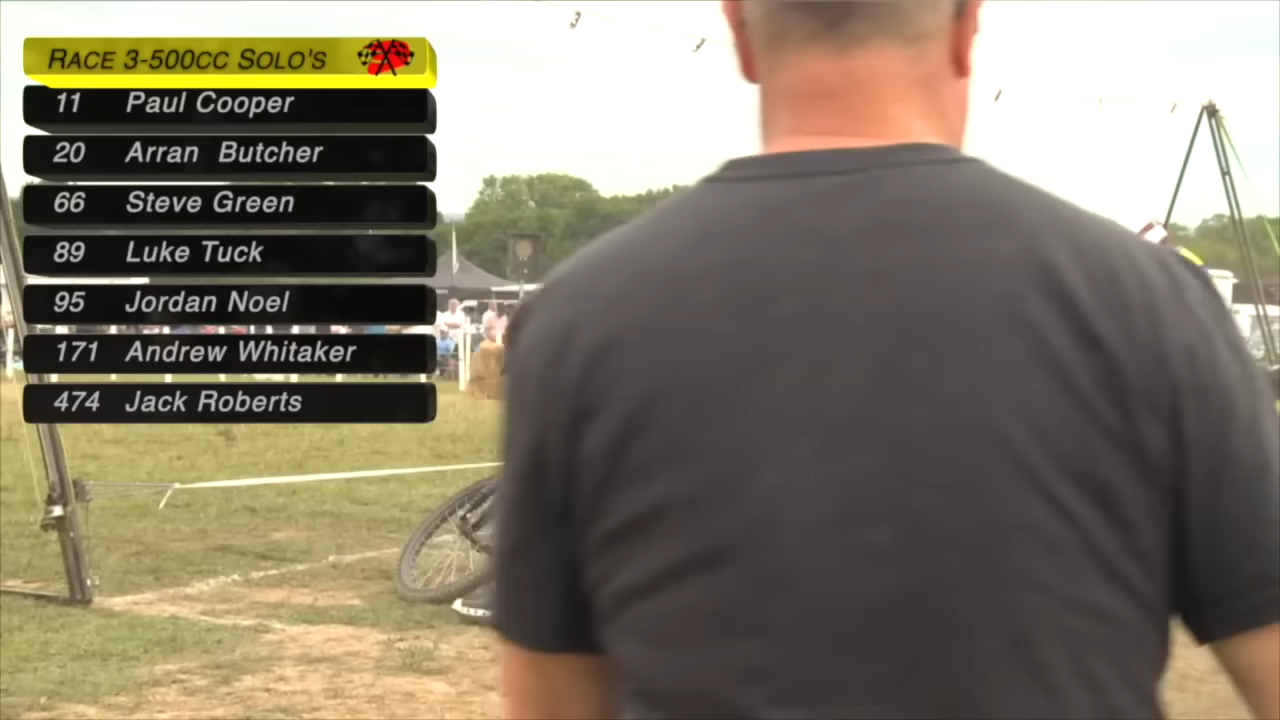 RACE 3-500CC SOLO'S
11 Paul Cooper
20 Arran Butcher
66 Steve Green
89 Luke Tuck
95 Jordan Noel
171 Andrew Whitaker
474 Jack Roberts